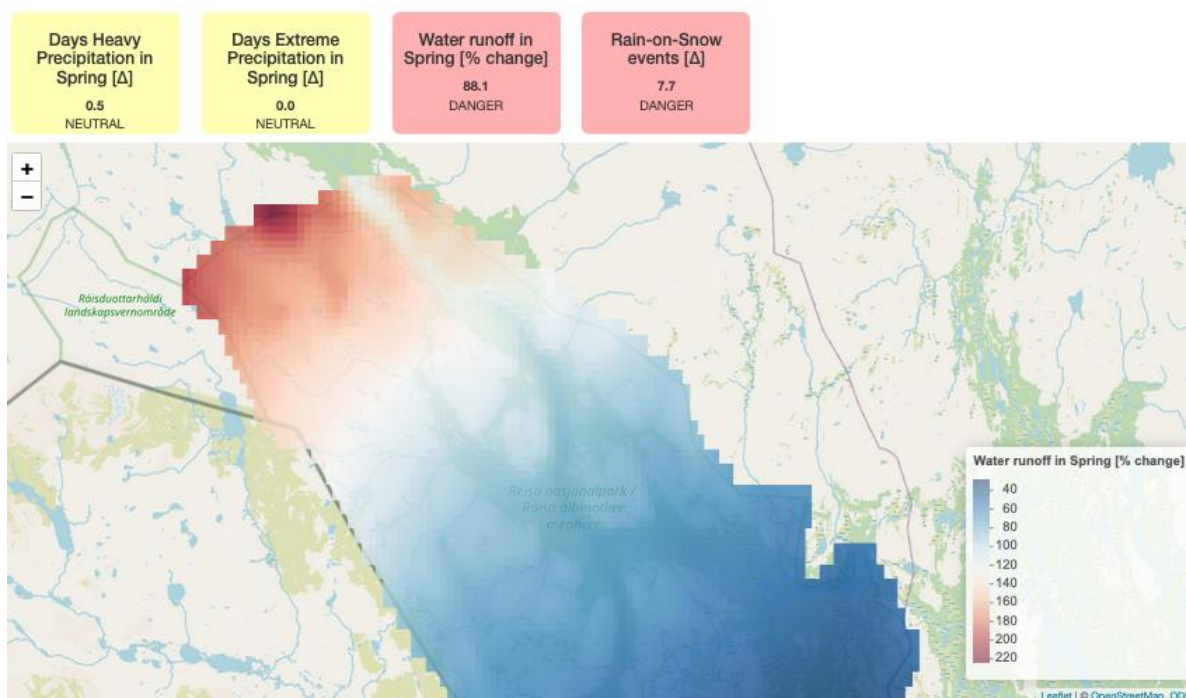 Days Heavy
Precipitation in
Spring [Δ]
0.5
NEUTRAL
Days Extreme
Precipitation in
Spring [Δ]
0.0
NEUTRAL
Water runoff in
Spring [% change]
88.1
DANGER
Rain-on-Snow
events [Δ]
7.7
DANGER
+
−
Ráisduottarháldi
landskapsvernområde
Reisa nasjonalpark /
Water runoff in Spring [% change]
40
60
80
100
120
140
160
180
200
220
Leaflet | © OpenStreetMap